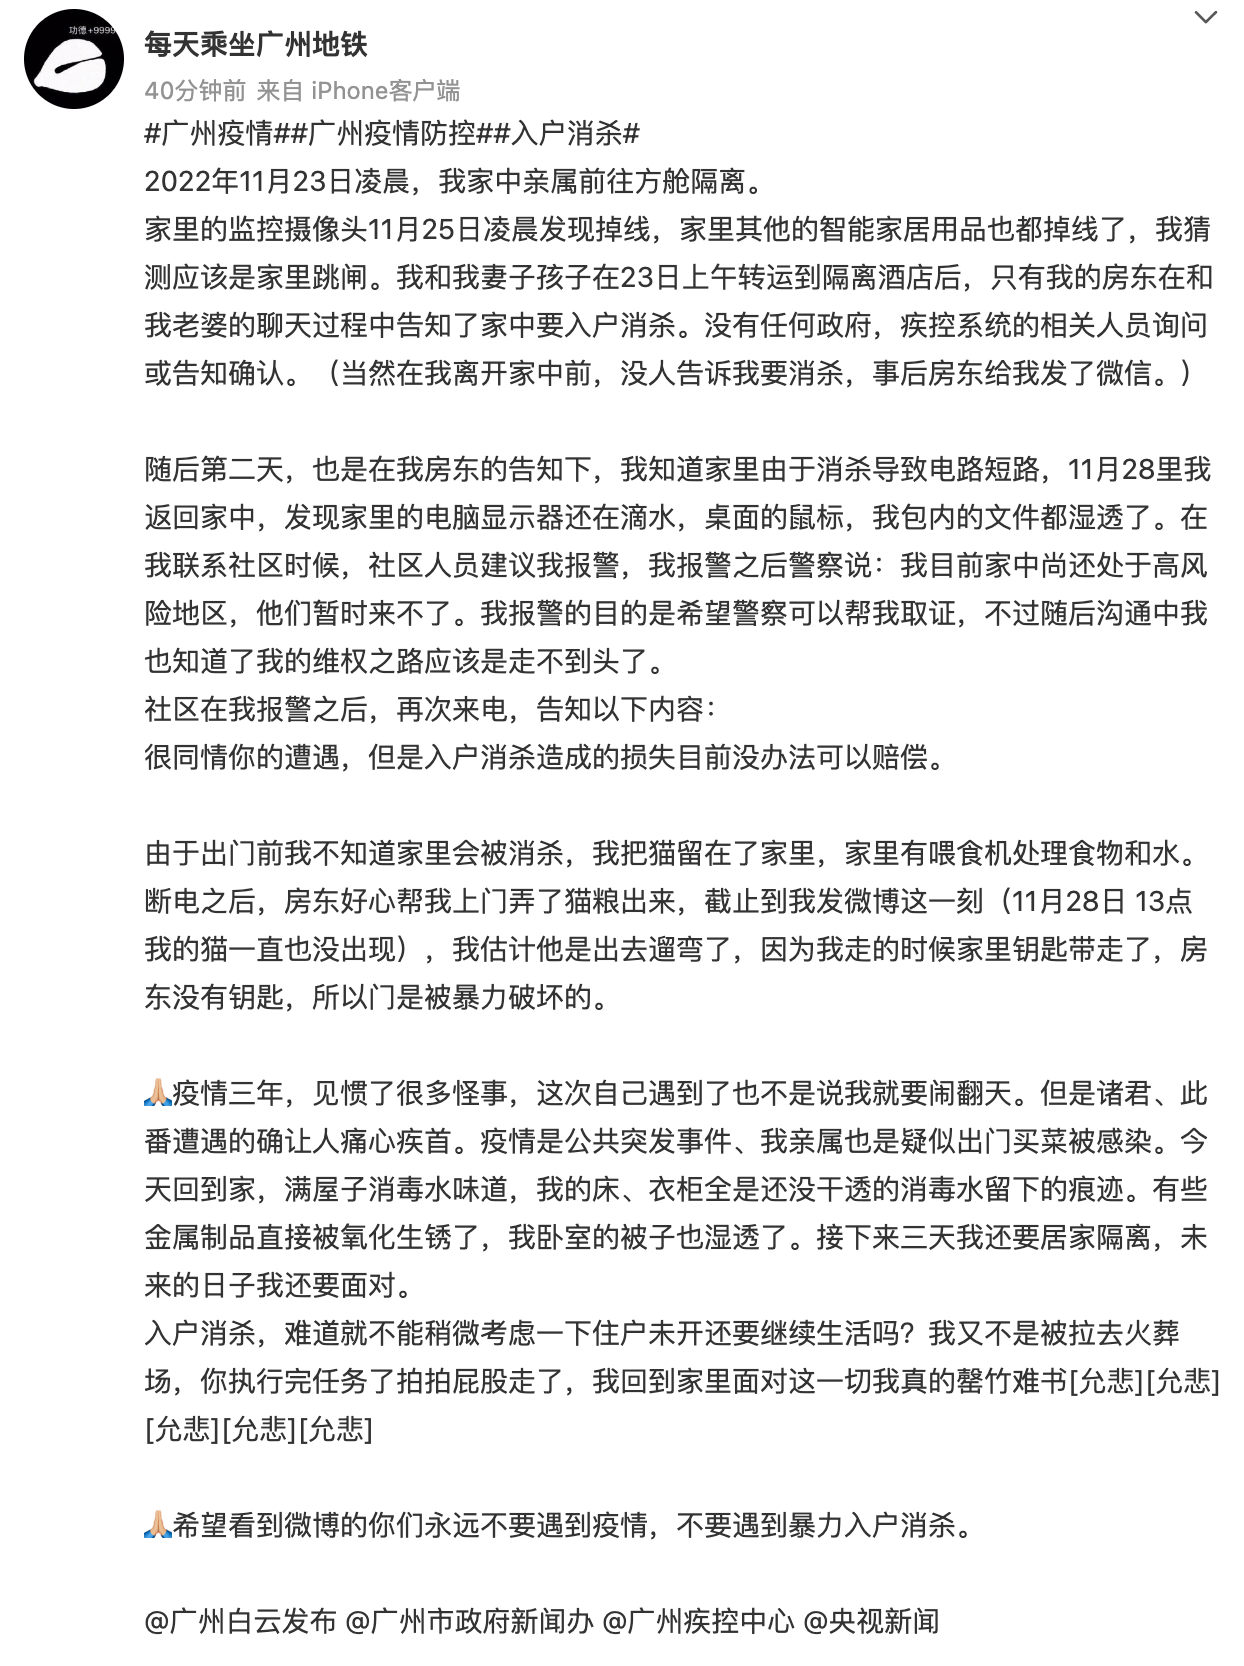 功德+9999
每天乘坐广州地铁
40分钟前 来自 iPhone客户端
#广州疫情##广州疫情防控##入户消杀#
2022年11月23日凌晨，我家中亲属前往方舱隔离。
家里的监控摄像头11月25日凌晨发现掉线，家里其他的智能家居用品也都掉线了，我猜
测应该是家里跳闸。我和我妻子孩子在23日上午转运到隔离酒店后，只有我的房东在和
我老婆的聊天过程中告知了家中要入户消杀。没有任何政府，疾控系统的相关人员询问
或告知确认。（当然在我离开家中前，没人告诉我要消杀，事后房东给我发了微信。）
随后第二天，也是在我房东的告知下，我知道家里由于消杀导致电路短路，11月28里我
返回家中，发现家里的电脑显示器还在滴水，桌面的鼠标，我包内的文件都湿透了。在
我联系社区时候，社区人员建议我报警，我报警之后警察说：我目前家中尚还处于高风
险地区，他们暂时来不了。我报警的目的是希望警察可以帮我取证，不过随后沟通中我
也知道了我的维权之路应该是走不到头了。
社区在我报警之后，再次来电，告知以下内容：
很同情你的遭遇，但是入户消杀造成的损失目前没办法可以赔偿。
由于出门前我不知道家里会被消杀，我把猫留在了家里，家里有喂食机处理食物和水。
断电之后，房东好心帮我上门弄了猫粮出来，截止到我发微博这一刻（11月28日 13点
我的猫一直也没出现），我估计他是出去遛弯了，因为我走的时候家里钥匙带走了，房
东没有钥匙，所以门是被暴力破坏的。
🙏🏼疫情三年，见惯了很多怪事，这次自己遇到了也不是说我就要闹翻天。但是诸君、此
番遭遇的确让人痛心疾首。疫情是公共突发事件、我亲属也是疑似出门买菜被感染。今
天回到家，满屋子消毒水味道，我的床、衣柜全是还没干透的消毒水留下的痕迹。有些
金属制品直接被氧化生锈了，我卧室的被子也湿透了。接下来三天我还要居家隔离，未
来的日子我还要面对。
入户消杀，难道就不能稍微考虑一下住户未开还要继续生活吗？我又不是被拉去火葬
场，你执行完任务了拍拍屁股走了，我回到家里面对这一切我真的罄竹难书[允悲][允悲]
[允悲][允悲][允悲]
🙏🏼希望看到微博的你们永远不要遇到疫情，不要遇到暴力入户消杀。
@广州白云发布 @广州市政府新闻办 @广州疾控中心 @央视新闻